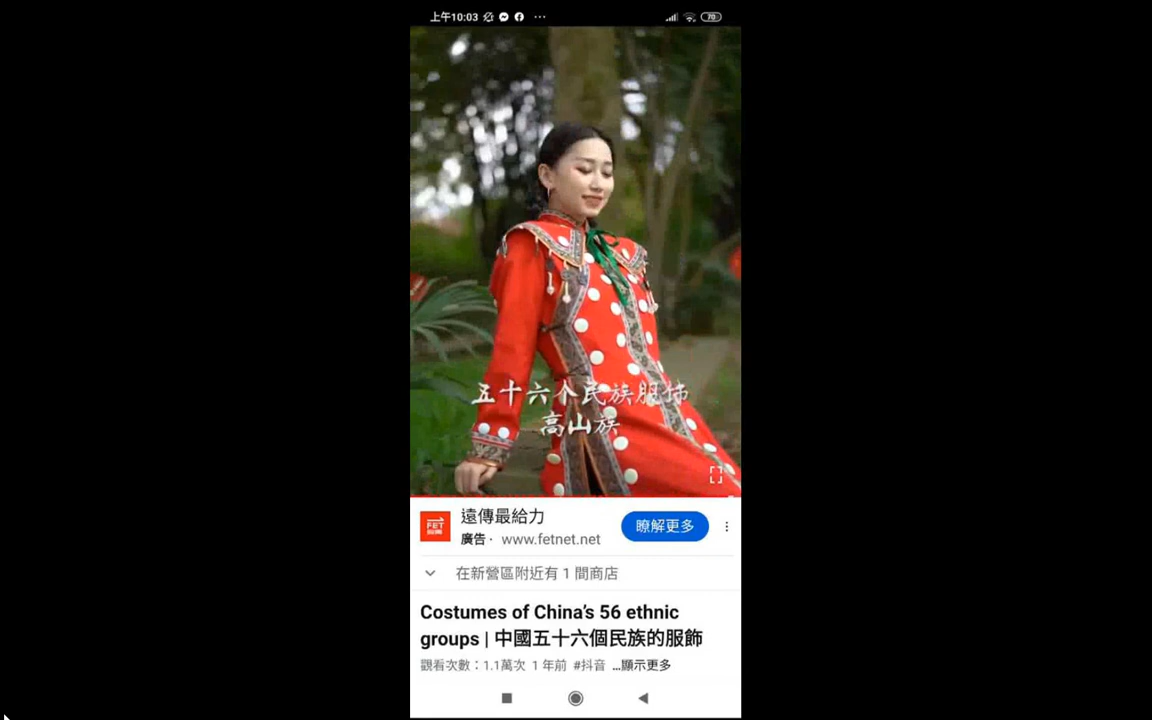 上午10:03
70
五十六个民族服饰
高山族
FET
遠傳
遠傳最給力
廣告 · www.fetnet.net
瞭解更多
在新營區附近有 1 間商店
Costumes of China’s 56 ethnic
groups | 中國五十六個民族的服飾
觀看次數：1.1萬次 1 年前 #抖音 ...顯示更多